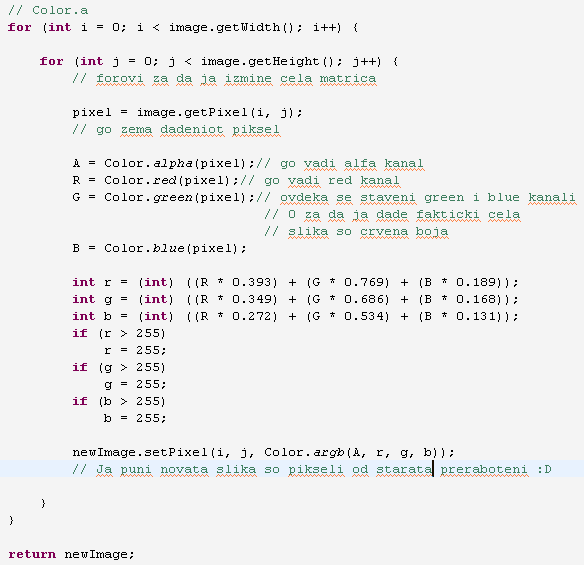 // Color.a
for (int i = 0; i < image.getWidth(); i++) {
for (int j = 0; j < image.getHeight(); j++) {
// forovi za da ja izmine cela matrica
pixel = image.getPixel(i, j);
// go zema dadeniot piksel
A = Color.alpha(pixel);// go vadi alfa kanal
R = Color.red(pixel);// go vadi red kanal
G = Color.green(pixel);// ovdeka se staveni green i blue kanali
// 0 za da ja dade fakticki cela
// slika so crvena boja
B = Color.blue(pixel);
int r = (int) ((R * 0.393) + (G * 0.769) + (B * 0.189));
int g = (int) ((R * 0.349) + (G * 0.686) + (B * 0.168));
int b = (int) ((R * 0.272) + (G * 0.534) + (B * 0.131));
if (r > 255)
r = 255;
if (g > 255)
g = 255;
if (b > 255)
b = 255;
newImage.setPixel(i, j, Color.argb(A, r, g, b));
// Ja puni novata slika so pikseli od starata preraboteni :D
}
}
return newImage;